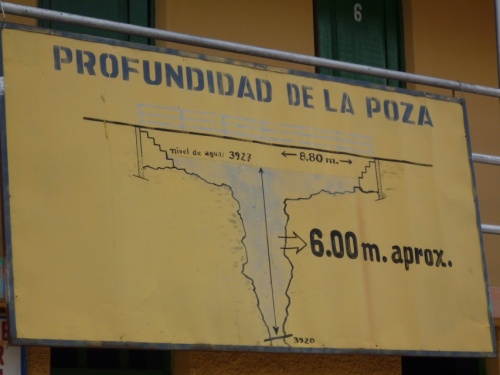 6
PROFUNDIDAD DE LA POZA
nivel de agua: 3927
8.80 m.
6.00 m. aprox.
3920